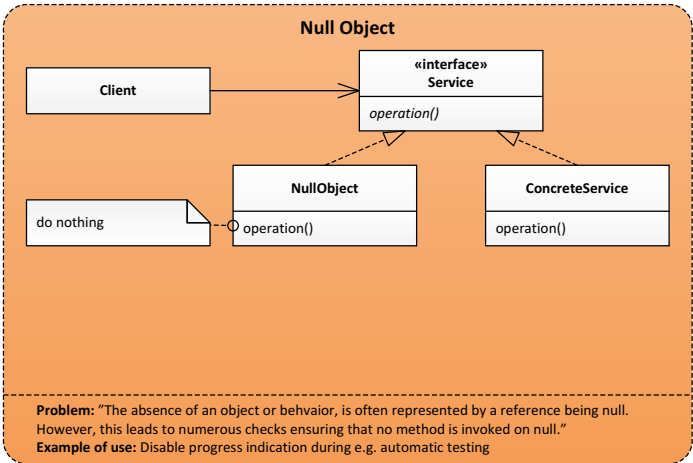 Null Object
Client
«interface»
Service
operation()
NullObject
operation()
ConcreteService
operation()
do nothing
Problem: ”The absence of an object or behvaior, is often represented by a reference being null.
However, this leads to numerous checks ensuring that no method is invoked on null.”
Example of use: Disable progress indication during e.g. automatic testing